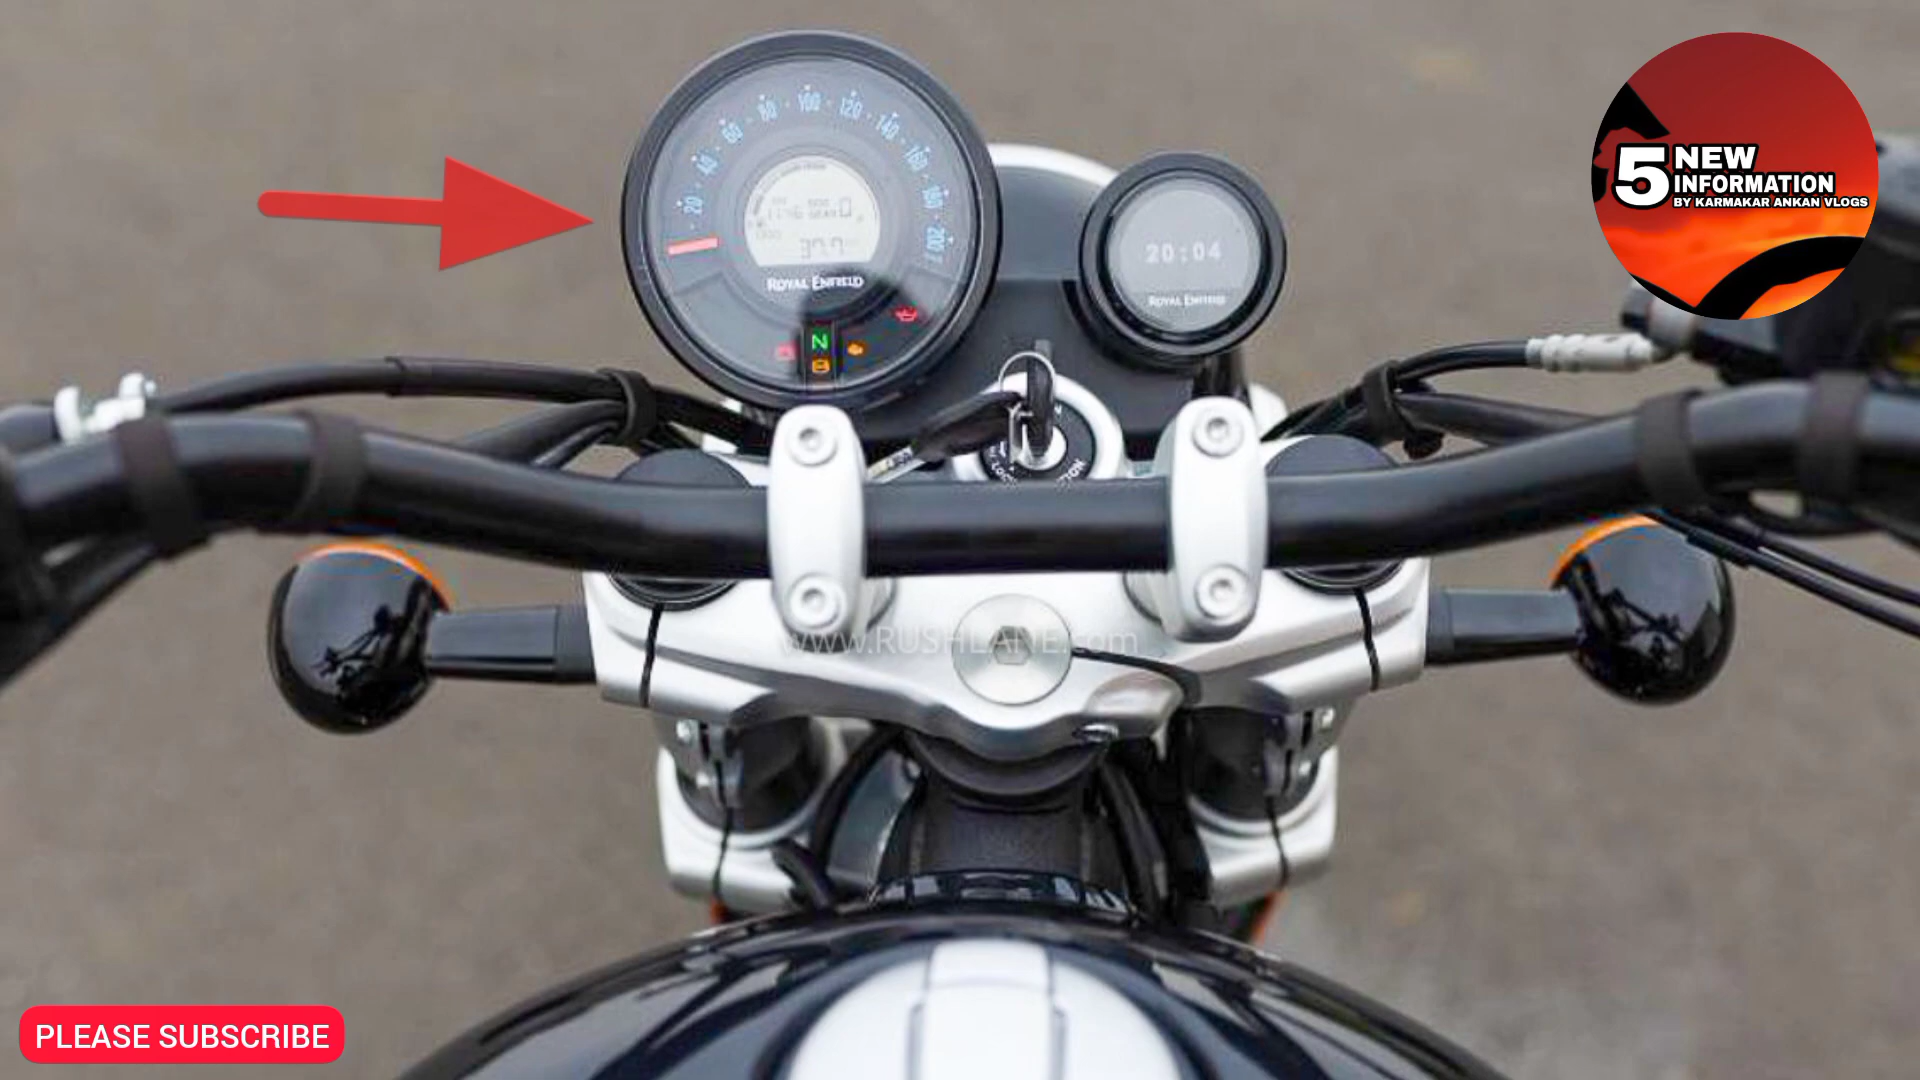 20
40
60
80
100
120
140
160
180
200
ROYAL ENFIELD
N
20:04
ROYAL ENFIELD
5 NEW
INFORMATION
BY KARMAKAR ANKAN VLOGS
www.RUSHLANE.com
PLEASE SUBSCRIBE